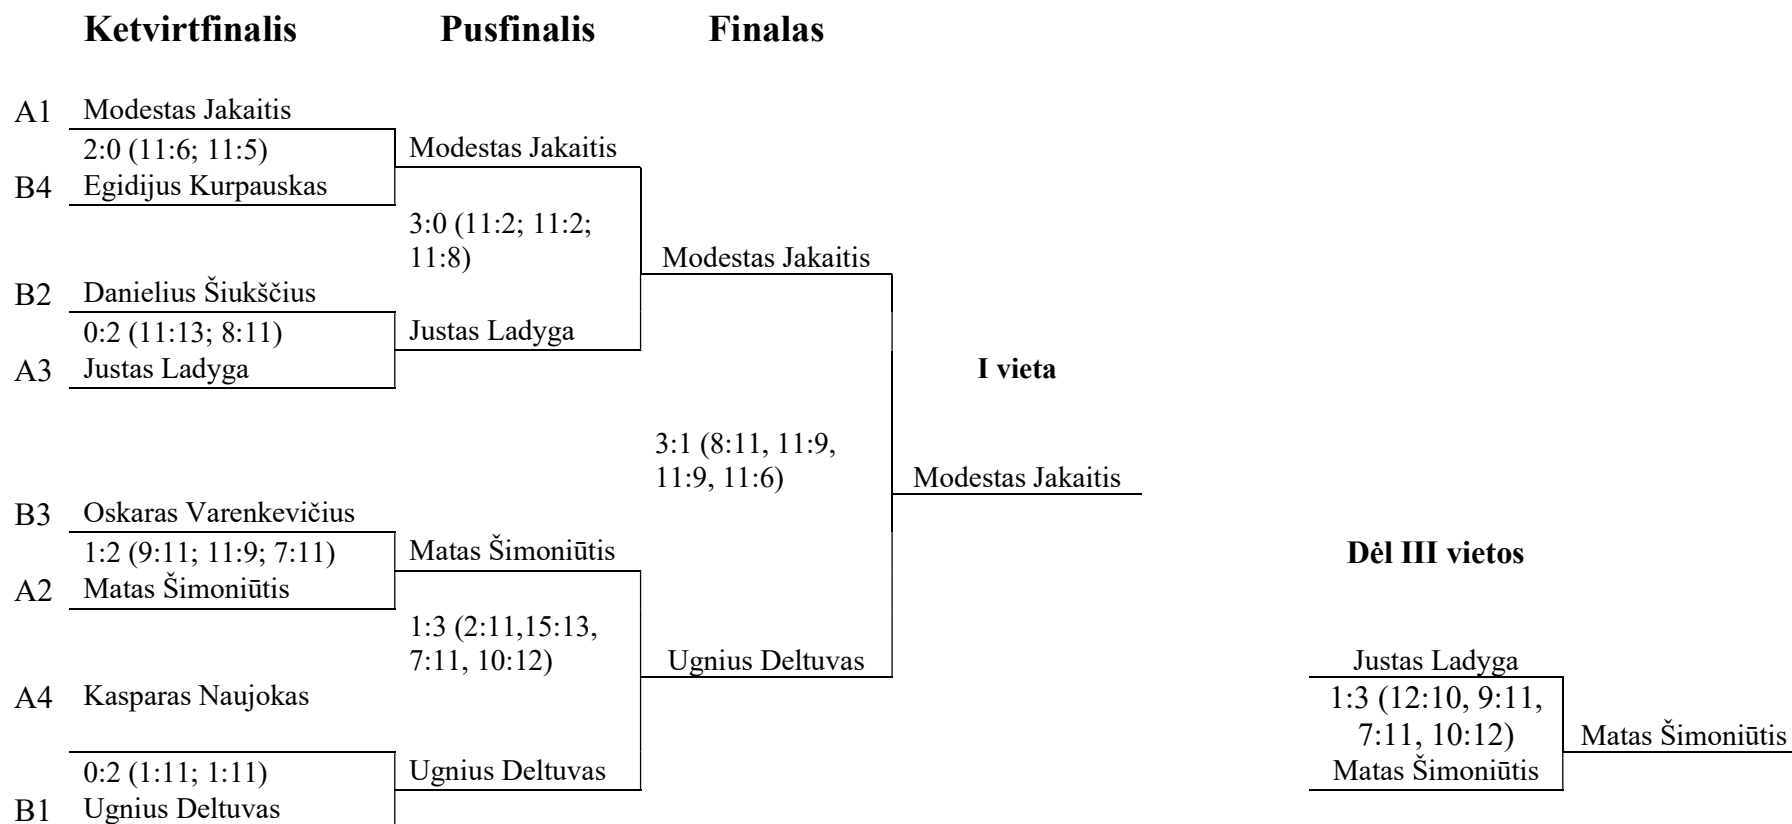 Ketvirtfinalis Pusfinalis Finalas
A1 Modestas Jakaitis
2:0 (11:6; 11:5) Modestas Jakaitis
B4 Egidijus Kurpauskas
3:0 (11:2; 11:2;
11:8) Modestas Jakaitis
B2 Danielius Šiukščius
0:2 (11:13; 8:11) Justas Ladyga
A3 Justas Ladyga I vieta
3:1 (8:11, 11:9,
11:9, 11:6) Modestas Jakaitis
B3 Oskaras Varenkevičius
1:2 (9:11; 11:9; 7:11) Matas Šimoniūtis Dėl III vietos
A2 Matas Šimoniūtis
1:3 (2:11,15:13,
7:11, 10:12) Ugnius Deltuvas Justas Ladyga
A4 Kasparas Naujokas 1:3 (12:10, 9:11,
7:11, 10:12) Matas Šimoniūtis
0:2 (1:11; 1:11) Ugnius Deltuvas Matas Šimoniūtis
B1 Ugnius Deltuvas